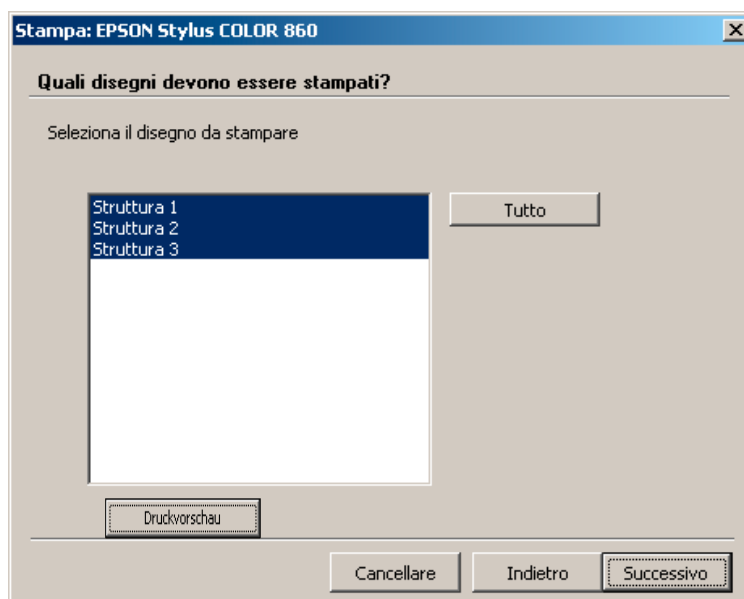 Stampa: EPSON Stylus COLOR 860
Quali disegni devono essere stampati?
Seleziona il disegno da stampare
Struttura 1
Tutto
Struttura 2
Struttura 3
Druckvorschau
Cancellare
Indietro
Successivo